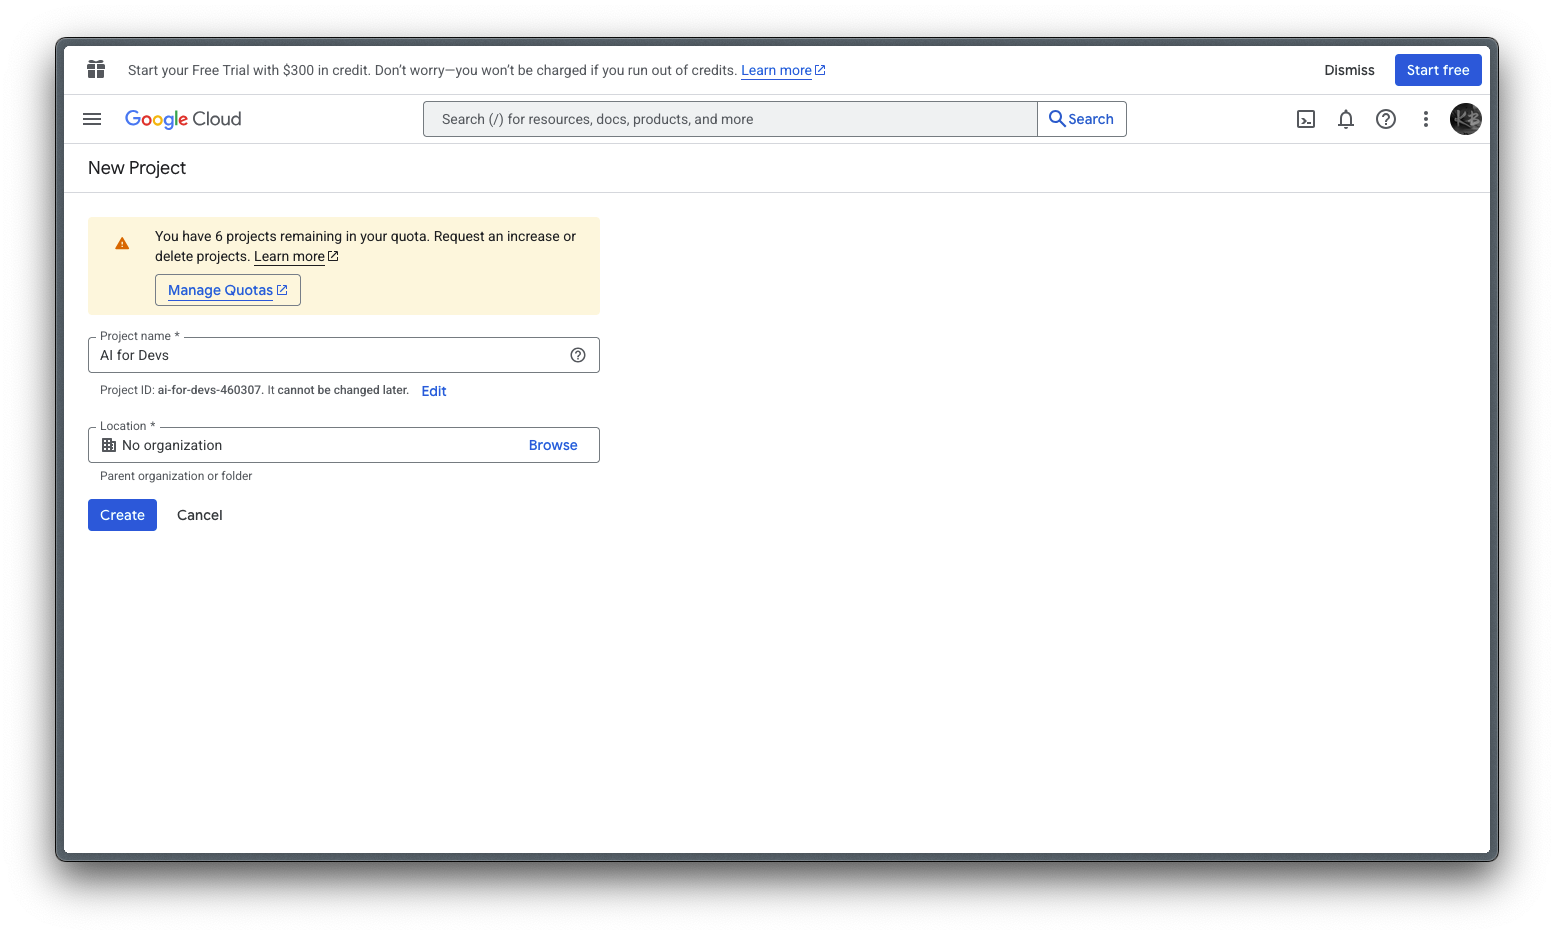 Start your Free Trial with $300 in credit. Don’t worry—you won’t be charged if you run out of credits. Learn more
Dismiss
Start free
Google Cloud
Search (/) for resources, docs, products, and more
Search
New Project
You have 6 projects remaining in your quota. Request an increase or
delete projects. Learn more
Manage Quotas
Project name *
AI for Devs
Project ID: ai-for-devs-460307. It cannot be changed later. Edit
Location *
No organization
Browse
Parent organization or folder
Create
Cancel